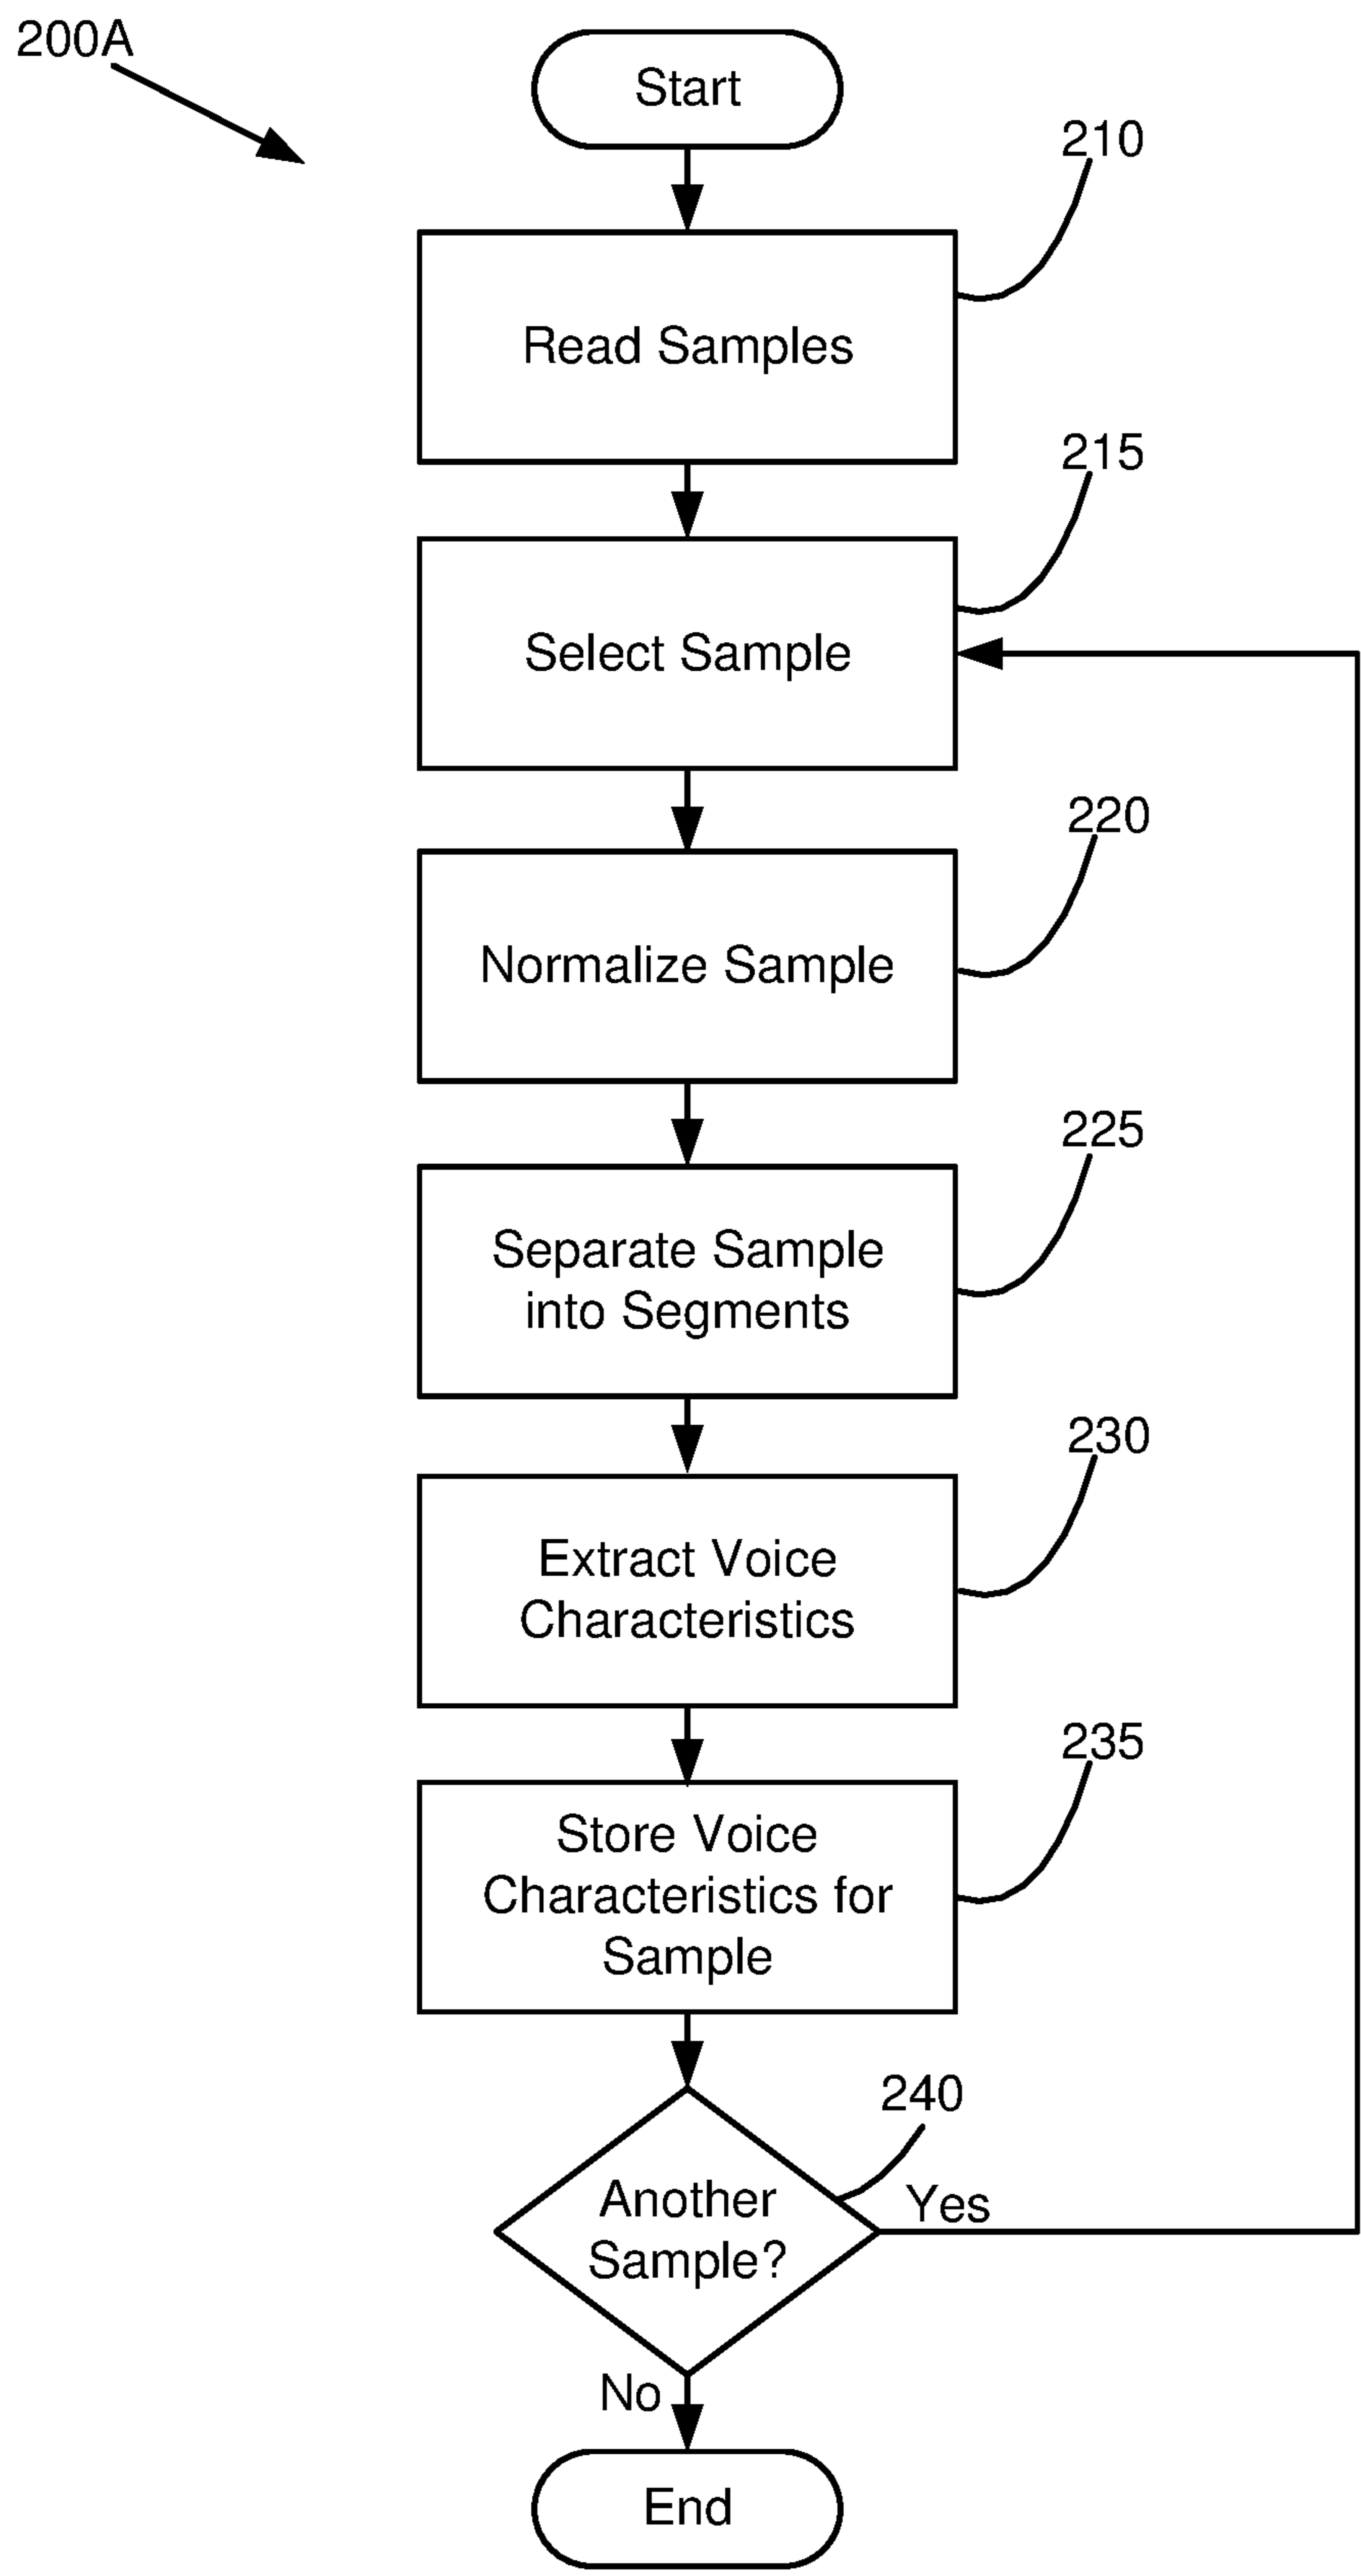 200A
Start
210
Read Samples
215
Select Sample
220
Normalize Sample
225
Separate Sample
into Segments
230
Extract Voice
Characteristics
235
Store Voice
Characteristics for
Sample
240
Another
Sample?
Yes
No
End